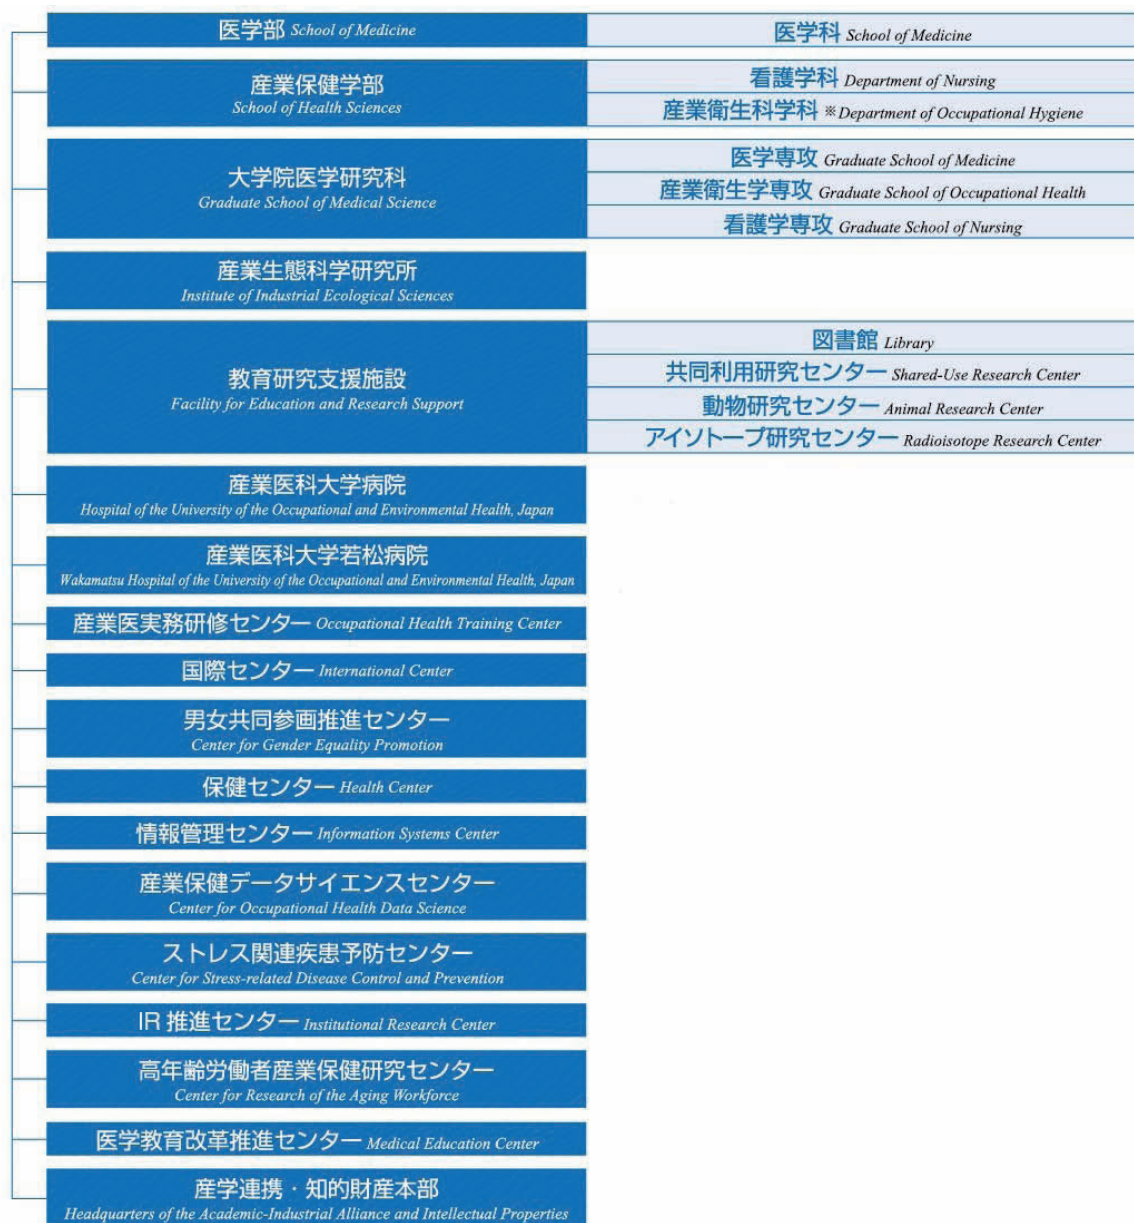 医学部 School of Medicine
医学科 School of Medicine
産業保健学部
School of Health Sciences
看護学科 Department of Nursing
産業衛生科学科 ※Department of Occupational Hygiene
大学院医学研究科
Graduate School of Medical Science
医学専攻 Graduate School of Medicine
産業衛生学専攻 Graduate School of Occupational Health
看護学専攻 Graduate School of Nursing
産業生態科学研究所
Institute of Industrial Ecological Sciences
教育研究支援施設
Facility for Education and Research Support
図書館 Library
共同利用研究センター Shared-Use Research Center
動物研究センター Animal Research Center
アイソトープ研究センター Radioisotope Research Center
産業医科大学病院
Hospital of the University of the Occupational and Environmental Health, Japan
産業医科大学若松病院
Wakamatsu Hospital of the University of the Occupational and Environmental Health, Japan
産業医実務研修センター Occupational Health Training Center
国際センター International Center
男女共同参画推進センター
Center for Gender Equality Promotion
保健センター Health Center
情報管理センター Information Systems Center
産業保健データサイエンスセンター
Center for Occupational Health Data Science
ストレス関連疾患予防センター
Center for Stress-related Disease Control and Prevention
IR 推進センター Institutional Research Center
高年齢労働者産業保健研究センター
Center for Research of the Aging Workforce
医学教育改革推進センター Medical Education Center
産学連携・知的財産本部
Headquarters of the Academic-Industrial Alliance and Intellectual Properties